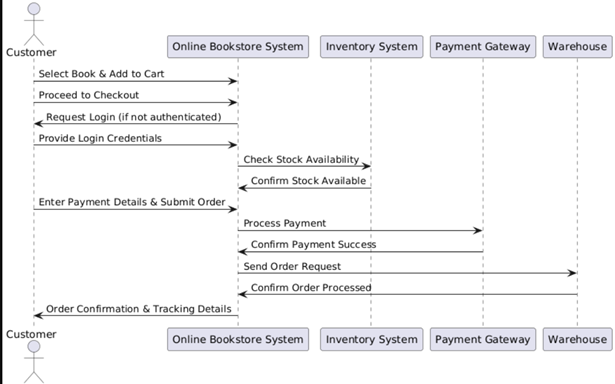 Customer
Online Bookstore System
Inventory System
Payment Gateway
Warehouse
Select Book & Add to Cart
Proceed to Checkout
Request Login (if not authenticated)
Provide Login Credentials
Check Stock Availability
Confirm Stock Available
Enter Payment Details & Submit Order
Process Payment
Confirm Payment Success
Send Order Request
Confirm Order Processed
Order Confirmation & Tracking Details
Customer
Online Bookstore System
Inventory System
Payment Gateway
Warehouse